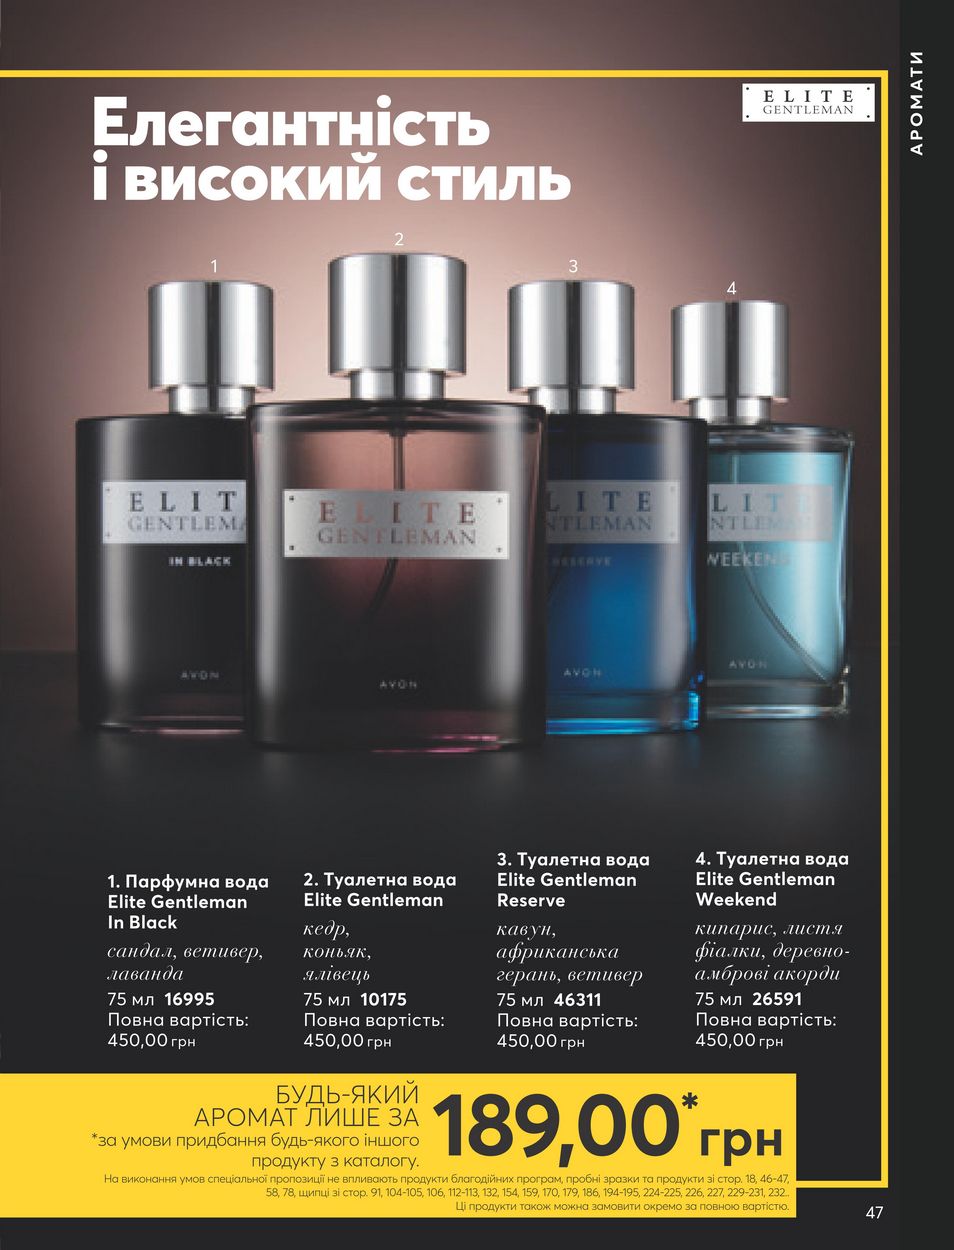 АРОМАТИ
ELITE
GENTLEMAN
Елегантність
і високий стиль
1
2
3
4
ELIT
GENTLEMA
IN BLACK
AVON
ELITE
GENTLEMAN
AVON
LITE
NTLEMAN
RESERVE
AVON
LITE
NTLEMAN
WEEKEND
AVON
1. Парфумна вода
Elite Gentleman
In Black
сандал, ветивер,
лаванда
75 мл 16995
Повна вартість:
450,00 грн
2. Туалетна вода
Elite Gentleman
кедр,
коньяк,
ялівець
75 мл 10175
Повна вартість:
450,00 грн
3. Туалетна вода
Elite Gentleman
Reserve
кавун,
африканська
герань, ветивер
75 мл 46311
Повна вартість:
450,00 грн
4. Туалетна вода
Elite Gentleman
Weekend
кипарис, листя
фіалки, деревно-
амброві акорди
75 мл 26591
Повна вартість:
450,00 грн
БУДЬ-ЯКИЙ
АРОМАТ ЛИШЕ ЗА
189,00* грн
*за умови придбання будь-якого іншого
продукту з каталогу.
На виконання умов спеціальної пропозиції не впливають продукти благодійних програм, пробні зразки та продукти зі стор. 18, 46-47,
58, 78, щипці зі стор. 91, 104-105, 106, 112-113, 132, 154, 159, 170, 179, 186, 194-195, 224-225, 226, 227, 229-231, 232..
Ці продукти також можна замовити окремо за повною вартістю.
47